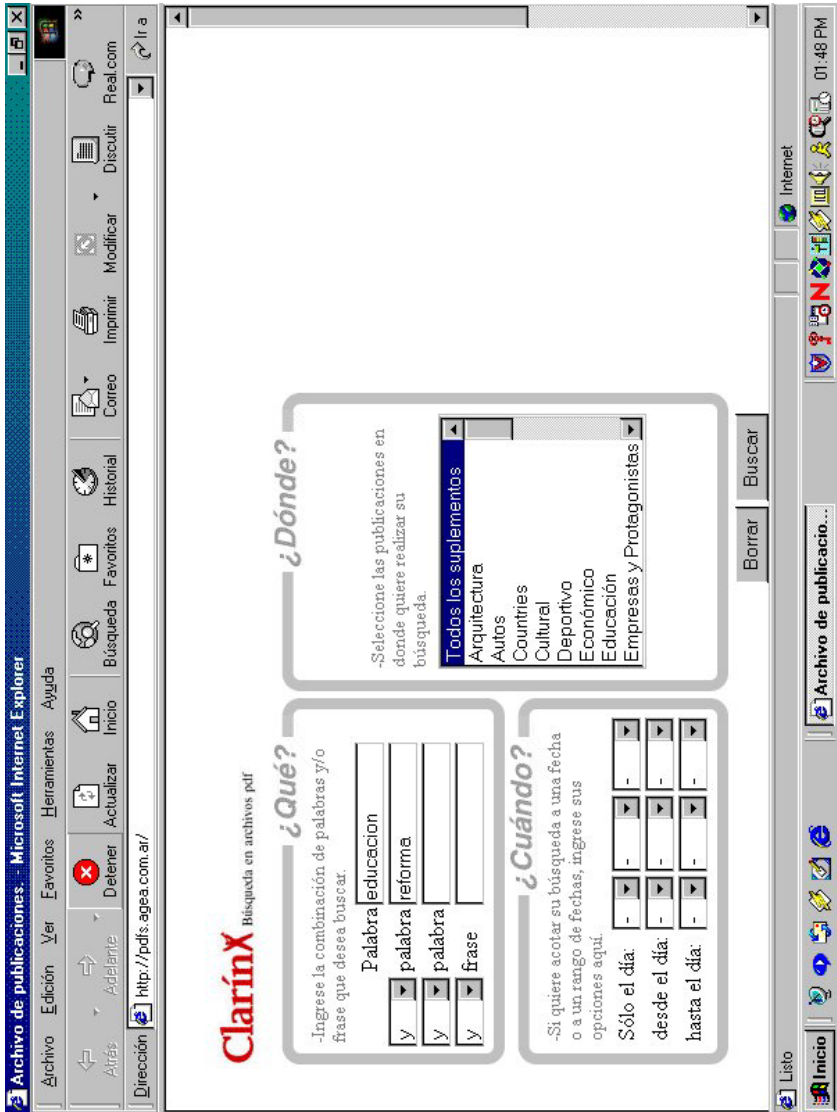 Archivo de publicaciones. - Microsoft Internet Explorer
Archivo Edición Ver Favoritos Herramientas Ayuda
Atrás Adelante Detener Actualizar Inicio Búsqueda Favoritos Historial Correo Imprimir Modificar Discutir Real.com »
Dirección http://pdfs.agea.com.ar/ Ir a
ClarínX Búsqueda en archivos pdf
¿Qué?
-Ingrese la combinación de palabras y/o
frase que desea buscar.
Palabra educacion
y palabra reforma
y palabra
y frase
¿Cuándo?
-Si quiere acotar su búsqueda a una fecha
o a un rango de fechas, ingrese sus
opciones aquí.
Sólo el día: - - -
desde el día: - - -
hasta el día: - - -
¿Dónde?
-Seleccione las publicaciones en
donde quiere realizar su
búsqueda.
Todos los suplementos
Arquitectura
Autos
Countries
Cultural
Deportivo
Económico
Educación
Empresas y Protagonistas
Borrar Buscar
Listo Internet
Inicio Archivo de publicacio... 01:48 PM